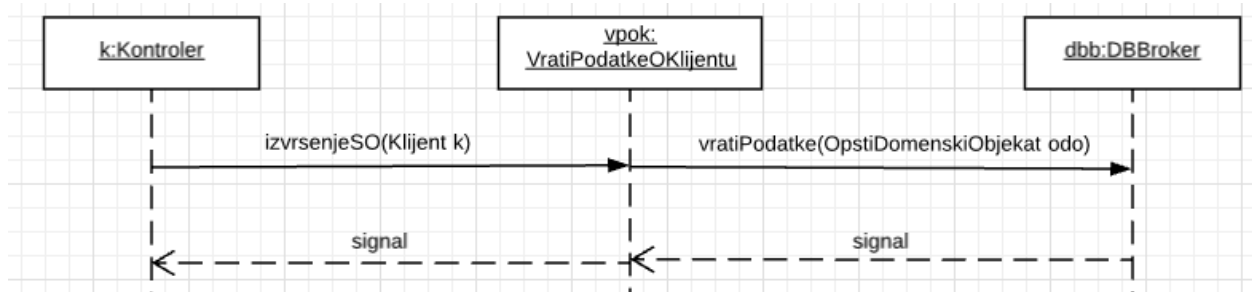 k:Kontroler
vpok:
VratiPodatkeOKlijentu
dbb:DBBroker
izvrsenjeSO(Klijent k)
vratiPodatke(OpstiDomenskiObjekat odo)
signal
signal